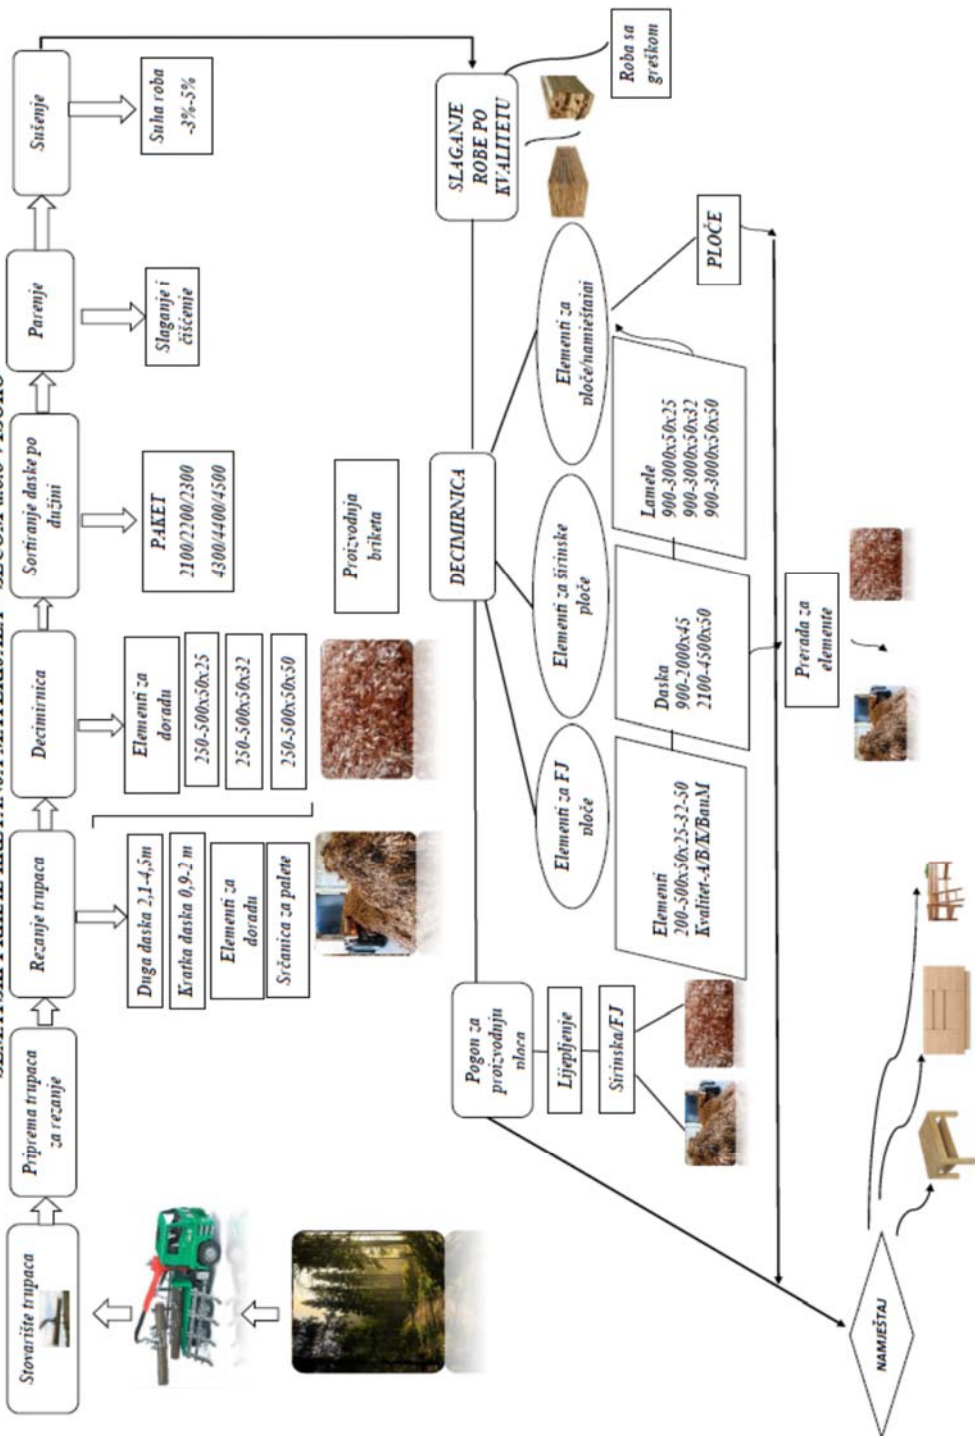 Stovarište trupaca
Priprema trupaca
za rezanje
Rezanje trupaca
Decimirnica
Sortiranje daske po
dužini
Parenje
Sušenje
Duga daska 2,1-4,5m
Kratka daska 0,9-2 m
Elementi za
doradu
Srčanica za palete
Elementi za
doradu
250-500x50x25
250-500x50x32
250-500x50x50
PAKET
2100/2200/2300
4300/4400/4500
Slaganje i
čišćenje
Suha roba
-3%-5%
Proizvodnja
briketa
Pogon za
proizvodnju
ploca
Lijepljenje
Širinska/FJ
DECIMIRNICA
SLAGANJE
ROBE PO
KVALITETU
Roba sa
greškom
Elementi za FJ
ploče
Elementi za širinske
ploče
Elementi za
ploče/namještaj
Elementi
200-500x50x25-32-50
Kvalitet-A/B/K/BauM
Daska
900-2000x45
2100-4500x50
Lamele
900-3000x50x25
900-3000x50x32
900-3000x50x50
PLOČE
Prerada za
elemente
NAMJEŠTAJ